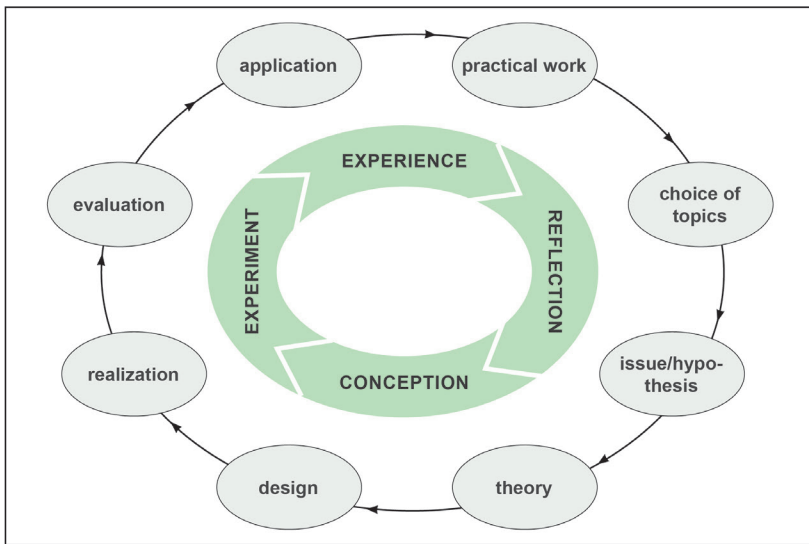 application
practical work
EXPERIENCE
evaluation
choice of
topics
EXPERIMENT
REFLECTION
realization
CONCEPTION
issue/hypo-
thesis
design
theory